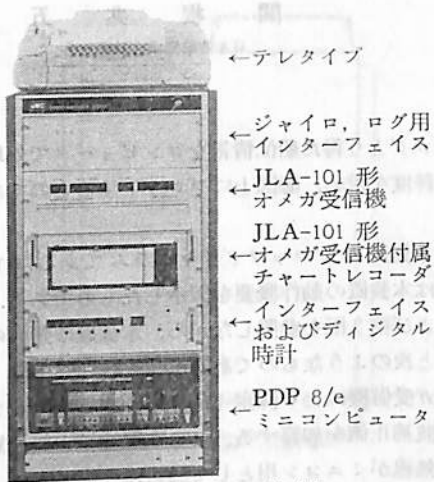 ←テレタイプ
←ジャイロ，ログ用
インターフェイス
←JLA-101 形
オメガ受信機
JLA-101 形
←オメガ受信機付属
チャートレコーダ
インターフェイス
←およびディジタル
時計
←PDP 8/e
ミニコンピュータ